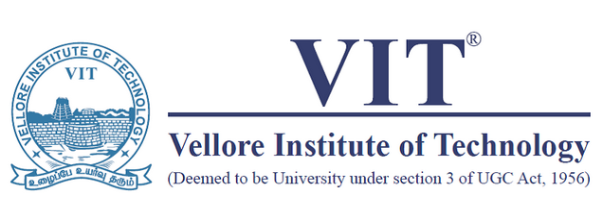 VELLORE INSTITUTE OF TECHNOLOGY
VIT
உழைப்பே உயர்வு தரும்
VIT®
Vellore Institute of Technology
(Deemed to be University under section 3 of UGC Act, 1956)